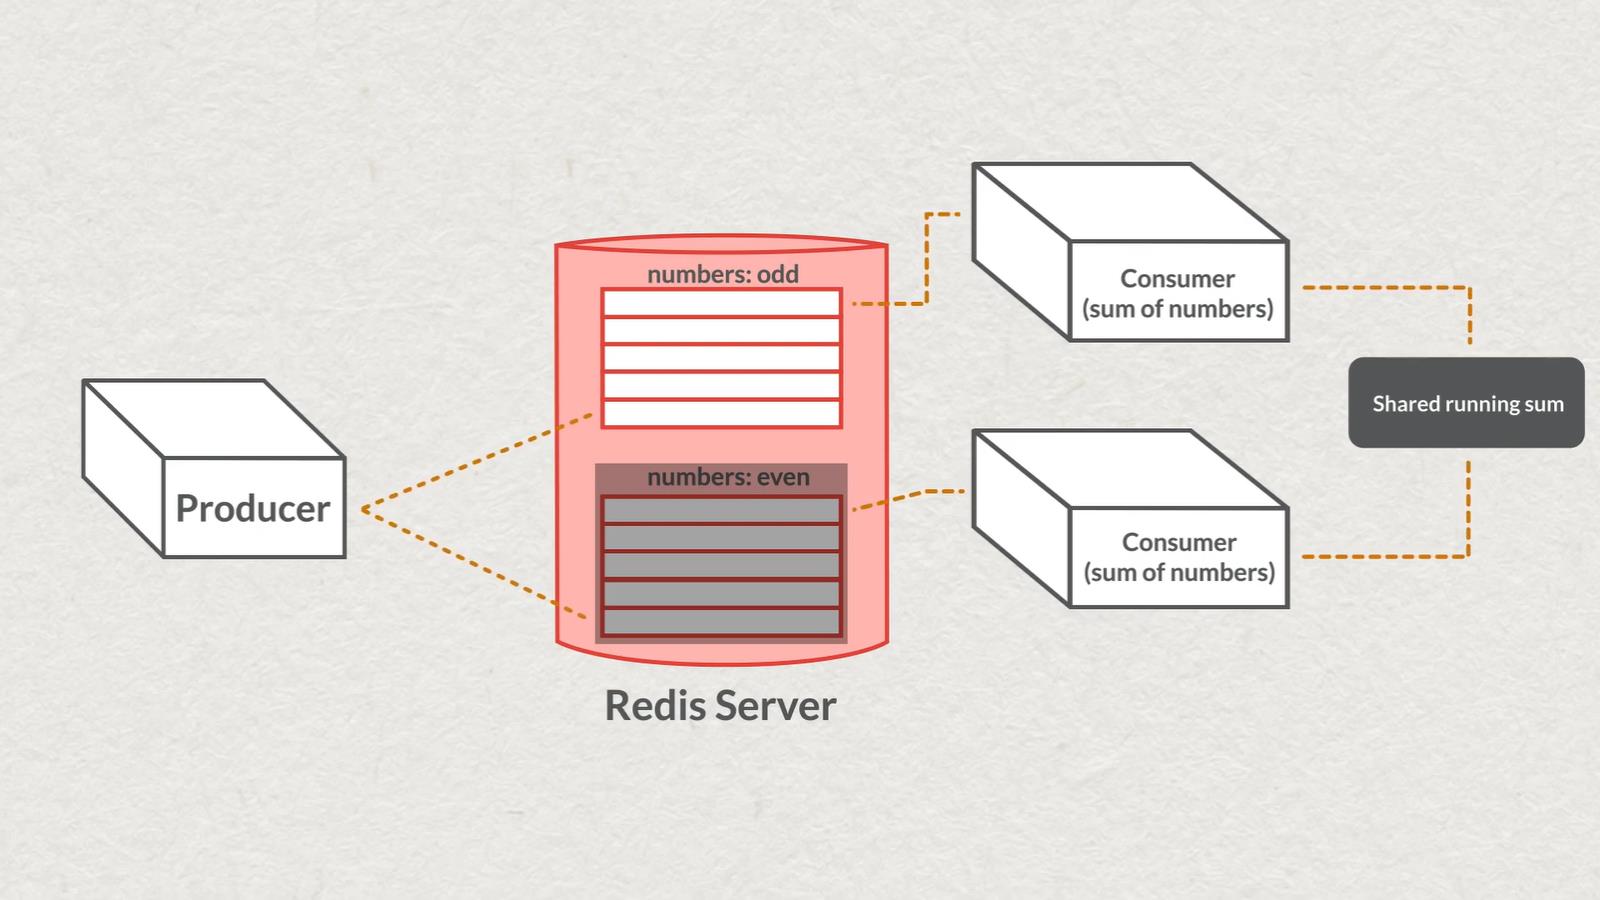 numbers: odd
Consumer
(sum of numbers)
Shared running sum
Producer
numbers: even
Consumer
(sum of numbers)
Redis Server